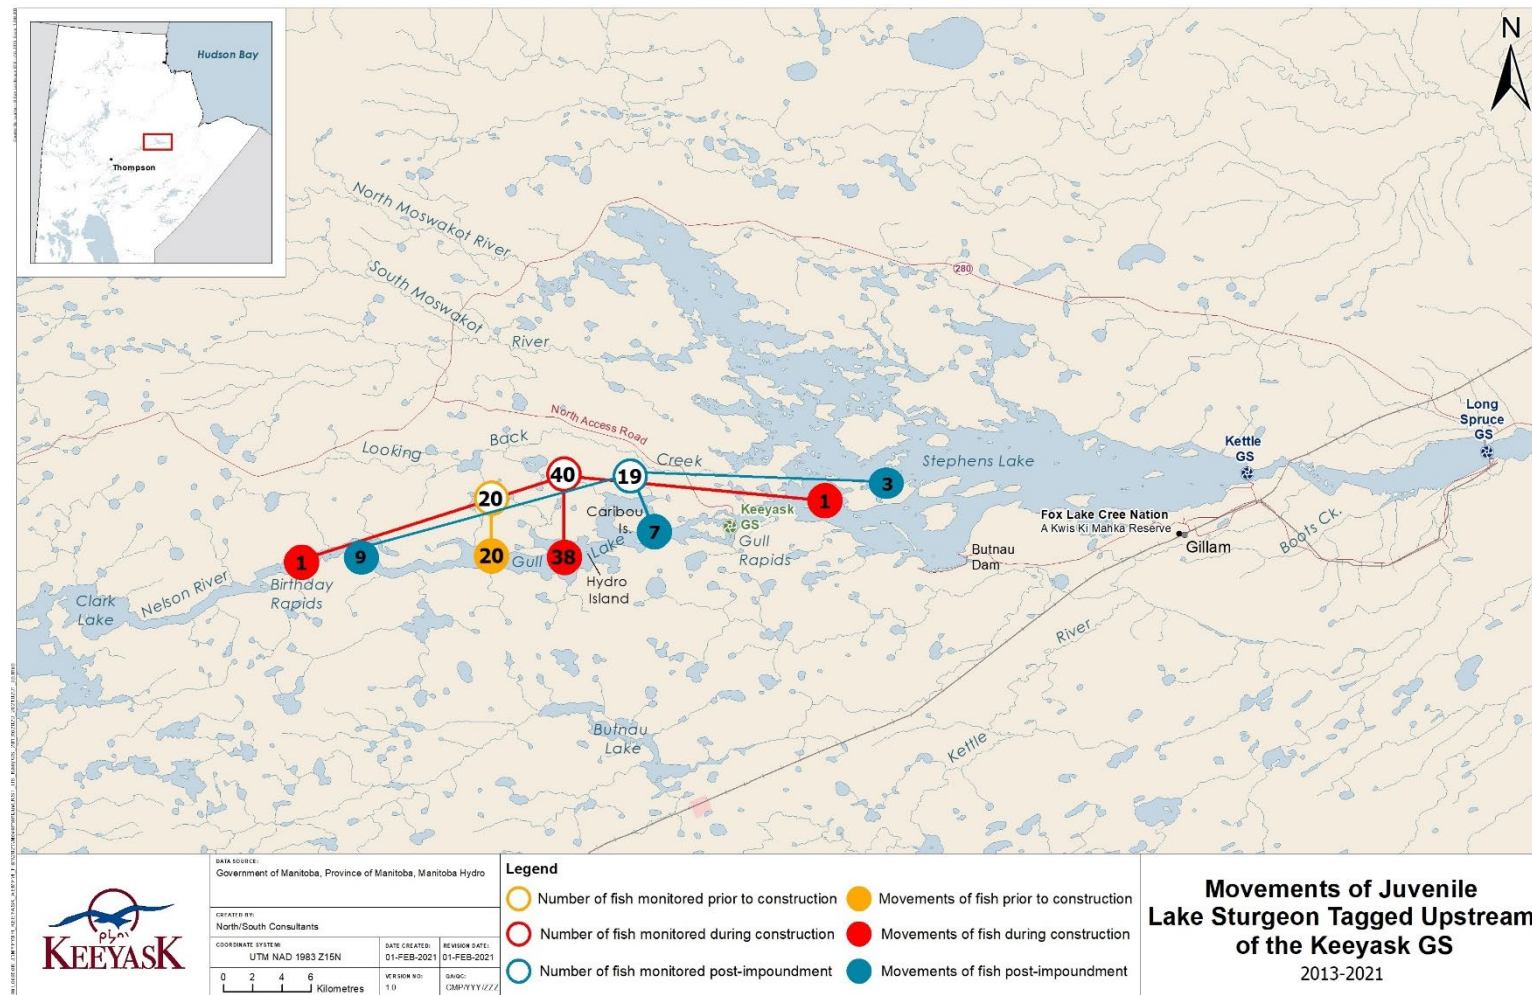 Hudson Bay
Thompson
N
North Moswakot River
South Moswakot
River
280
North Access Road
Looking
Back
Creek
Stephens Lake
Kettle
GS
Long
Spruce
GS
20
40
19
3
1
Keeyask
GS
Gull
Rapids
Caribou
Is.
7
1
9
20
38
Gull
Lake
Hydro
Island
Birthday
Rapids
Nelson River
Clark
Lake
Fox Lake Cree Nation
A Kwis Ki Mahka Reserve
Gillam
Butnau
Dam
Boots Ck.
Kettle
River
Butnau
Lake
ᑭᔭᐢᐠ
KEEYASK
DATA SOURCE:
Government of Manitoba, Province of Manitoba, Manitoba Hydro
CREATED BY:
North/South Consultants
COORDINATE SYSTEM:
UTM NAD 1983 Z15N
DATE CREATED:
01-FEB-2021
REVISION DATE:
01-FEB-2021
0 2 4 6
Kilometres
VERSION NO:
1.0
QA/QC:
CMP/YYY/ZZZ
Legend
Number of fish monitored prior to construction
Number of fish monitored during construction
Number of fish monitored post-impoundment
Movements of fish prior to construction
Movements of fish during construction
Movements of fish post-impoundment
Movements of Juvenile
Lake Sturgeon Tagged Upstream
of the Keeyask GS
2013-2021